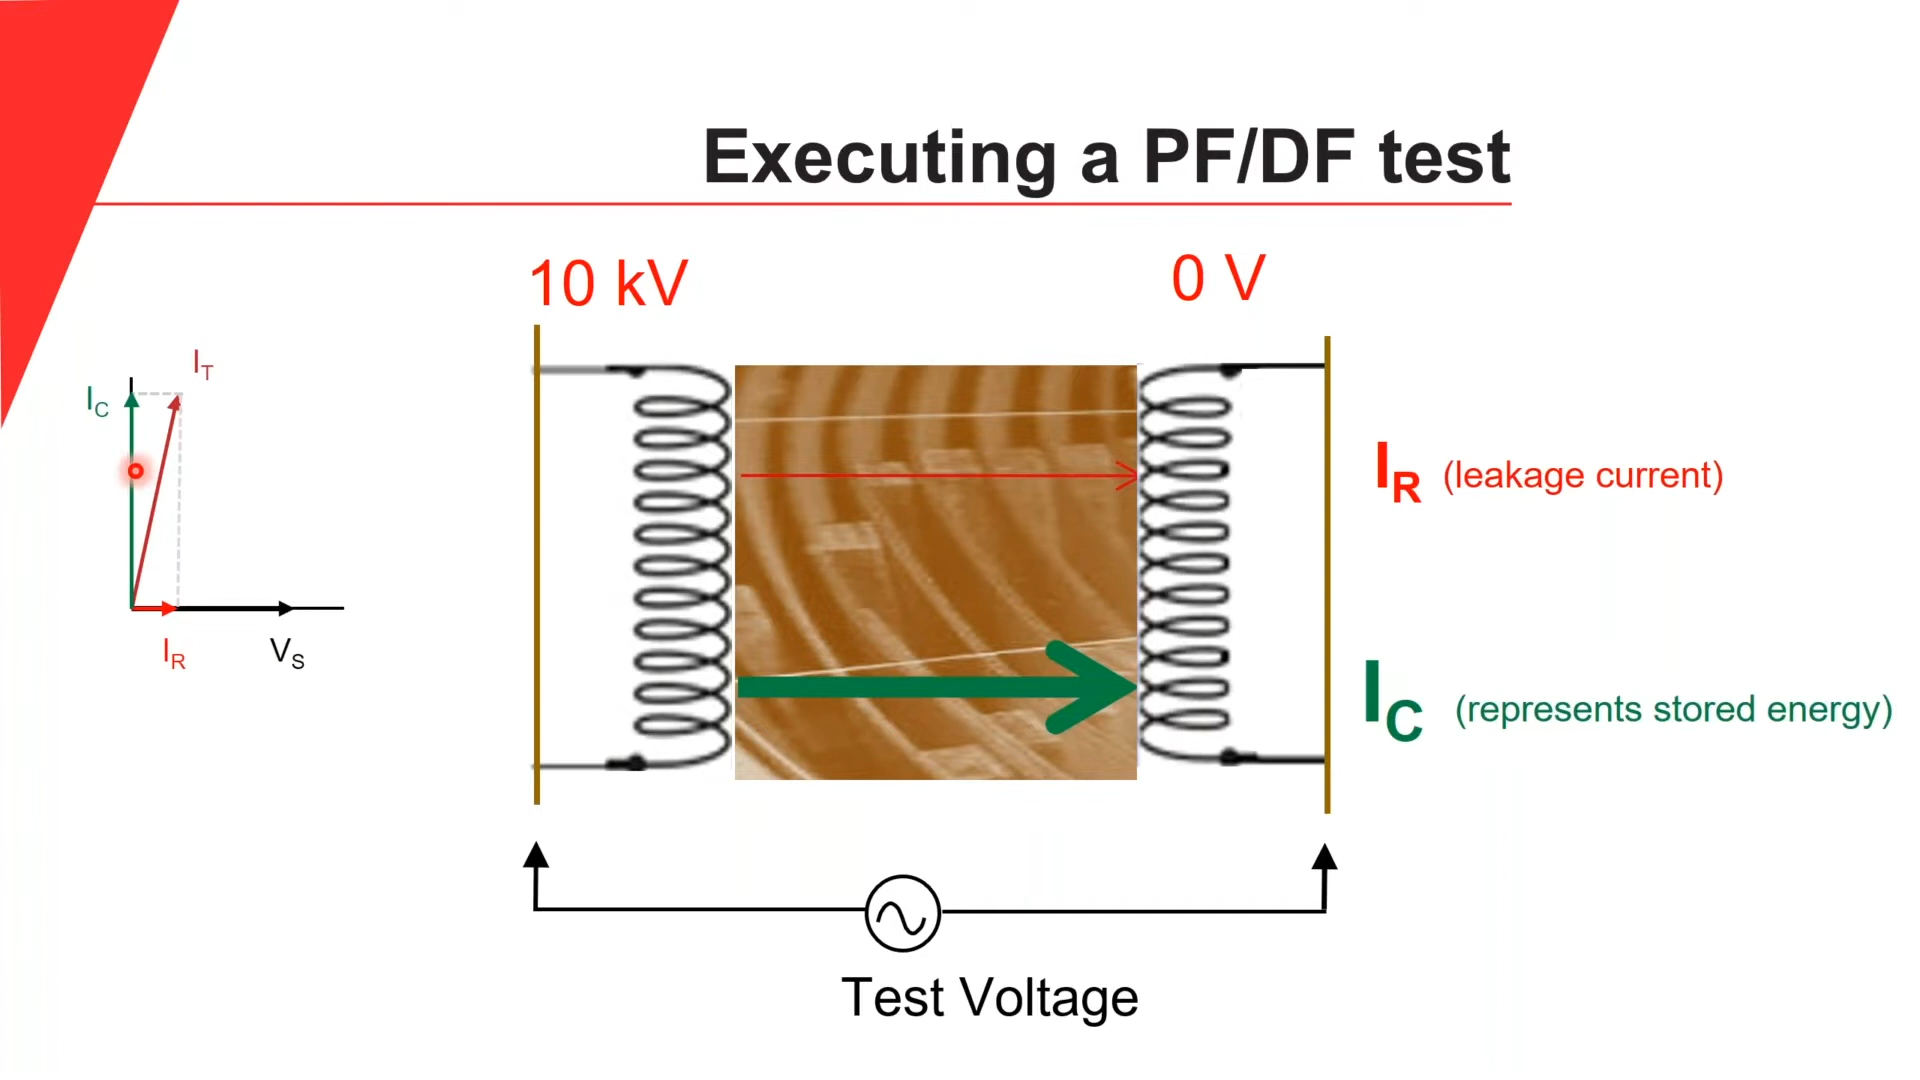 Executing a PF/DF test
10 kV
0 V
IT
IC
IR (leakage current)
IR
VS
IC (represents stored energy)
Test Voltage